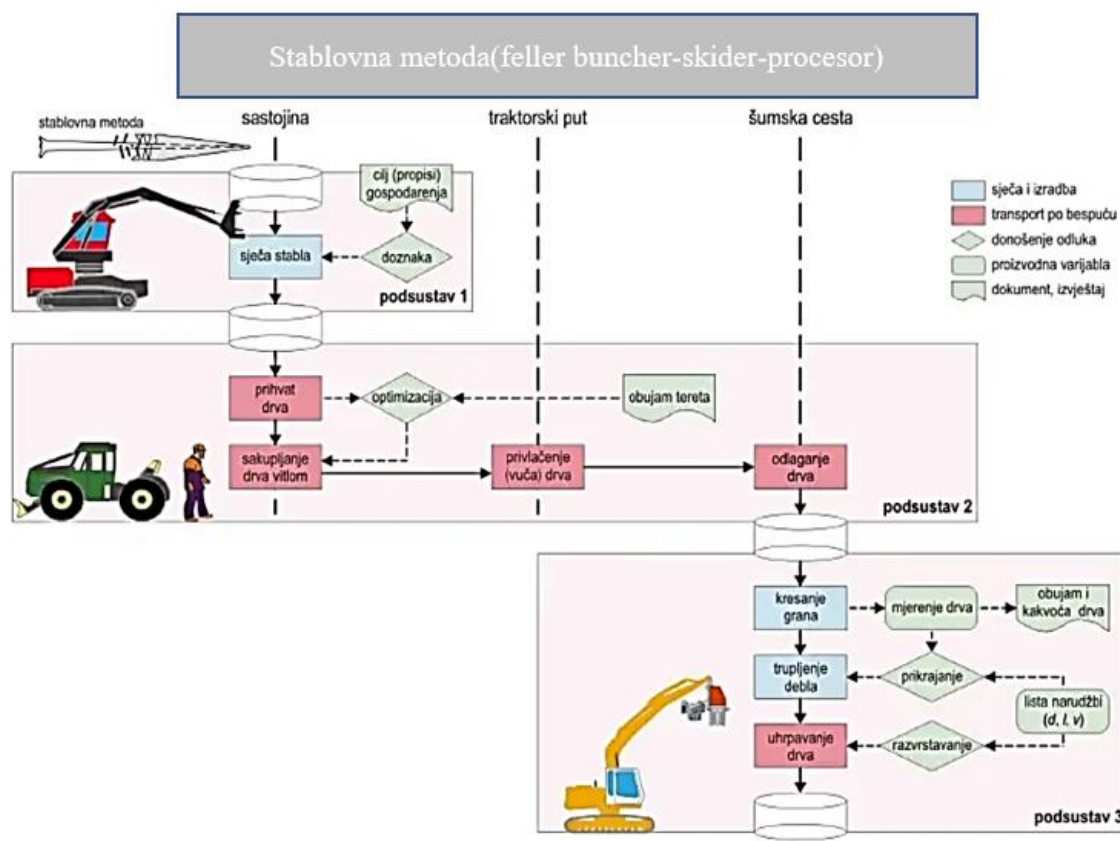 Stablovna metoda(feller buncher-skider-procesor)
stablovna metoda
sastojina
traktorski put
šumska cesta
cilj (propisi)
gospodarenja
sječa stabla
doznaka
podsustav 1
sječa i izradba
transport po bespuću
donošenje odluka
proizvodna varijabla
dokument, izvještaj
prihvat
drva
optimizacija
obujam tereta
sakupljanje
drva vitlom
privlačenje
(vuča) drva
odlaganje
drva
podsustav 2
kresanje
grana
mjerenje drva
obujam i
kakvoća drva
trupljenje
debla
prikrajanje
lista narudžbi
(d, l, v)
uhrpavanje
drva
razvrstavanje
podsustav 3